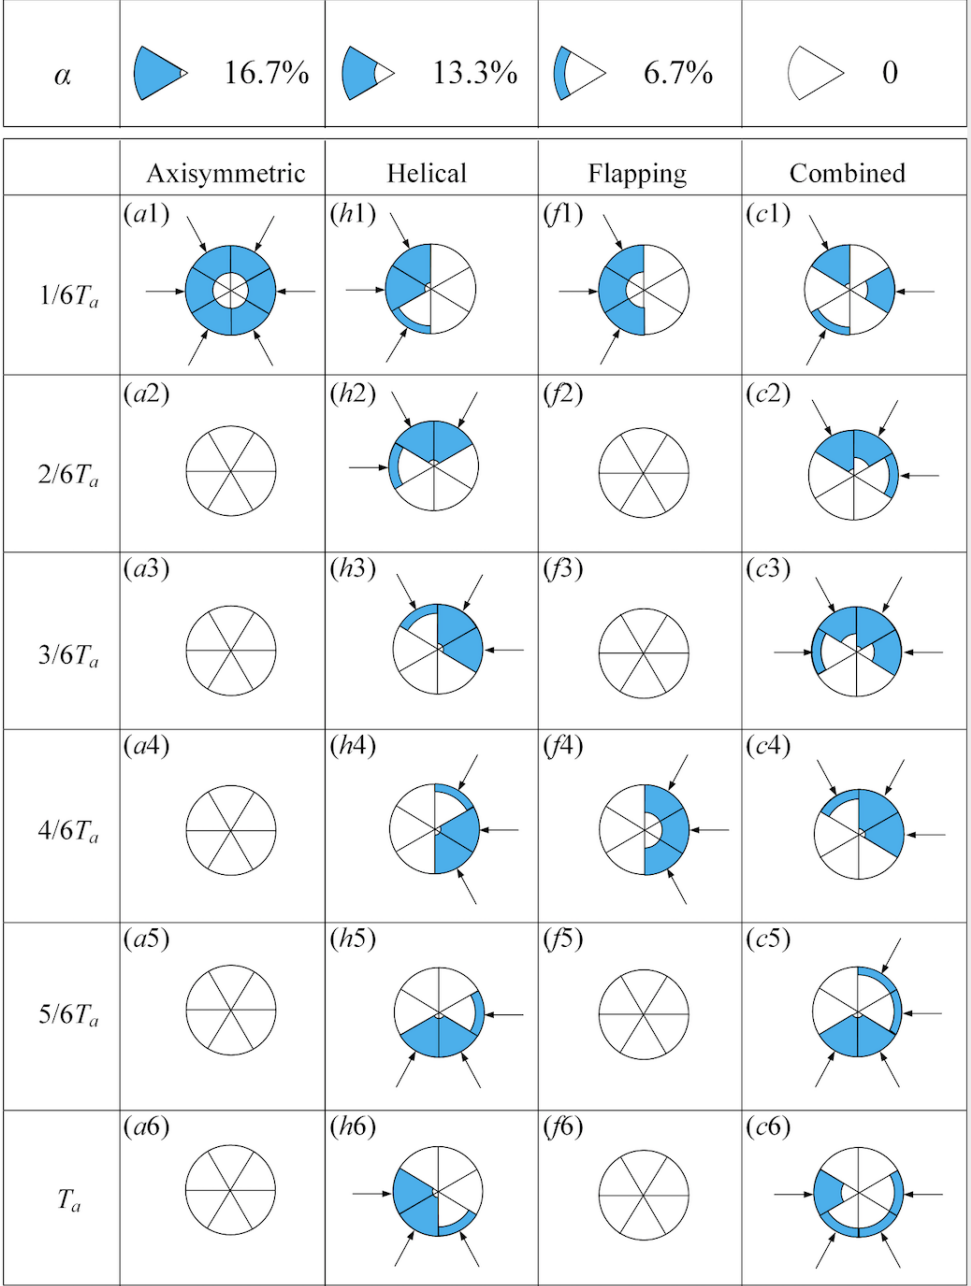 α 16.7% 13.3% 6.7% 0
Axisymmetric Helical Flapping Combined
(a1) (h1) (f1) (c1)
1/6Ta
(a2) (h2) (f2) (c2)
2/6Ta
(a3) (h3) (f3) (c3)
3/6Ta
(a4) (h4) (f4) (c4)
4/6Ta
(a5) (h5) (f5) (c5)
5/6Ta
(a6) (h6) (f6) (c6)
Ta